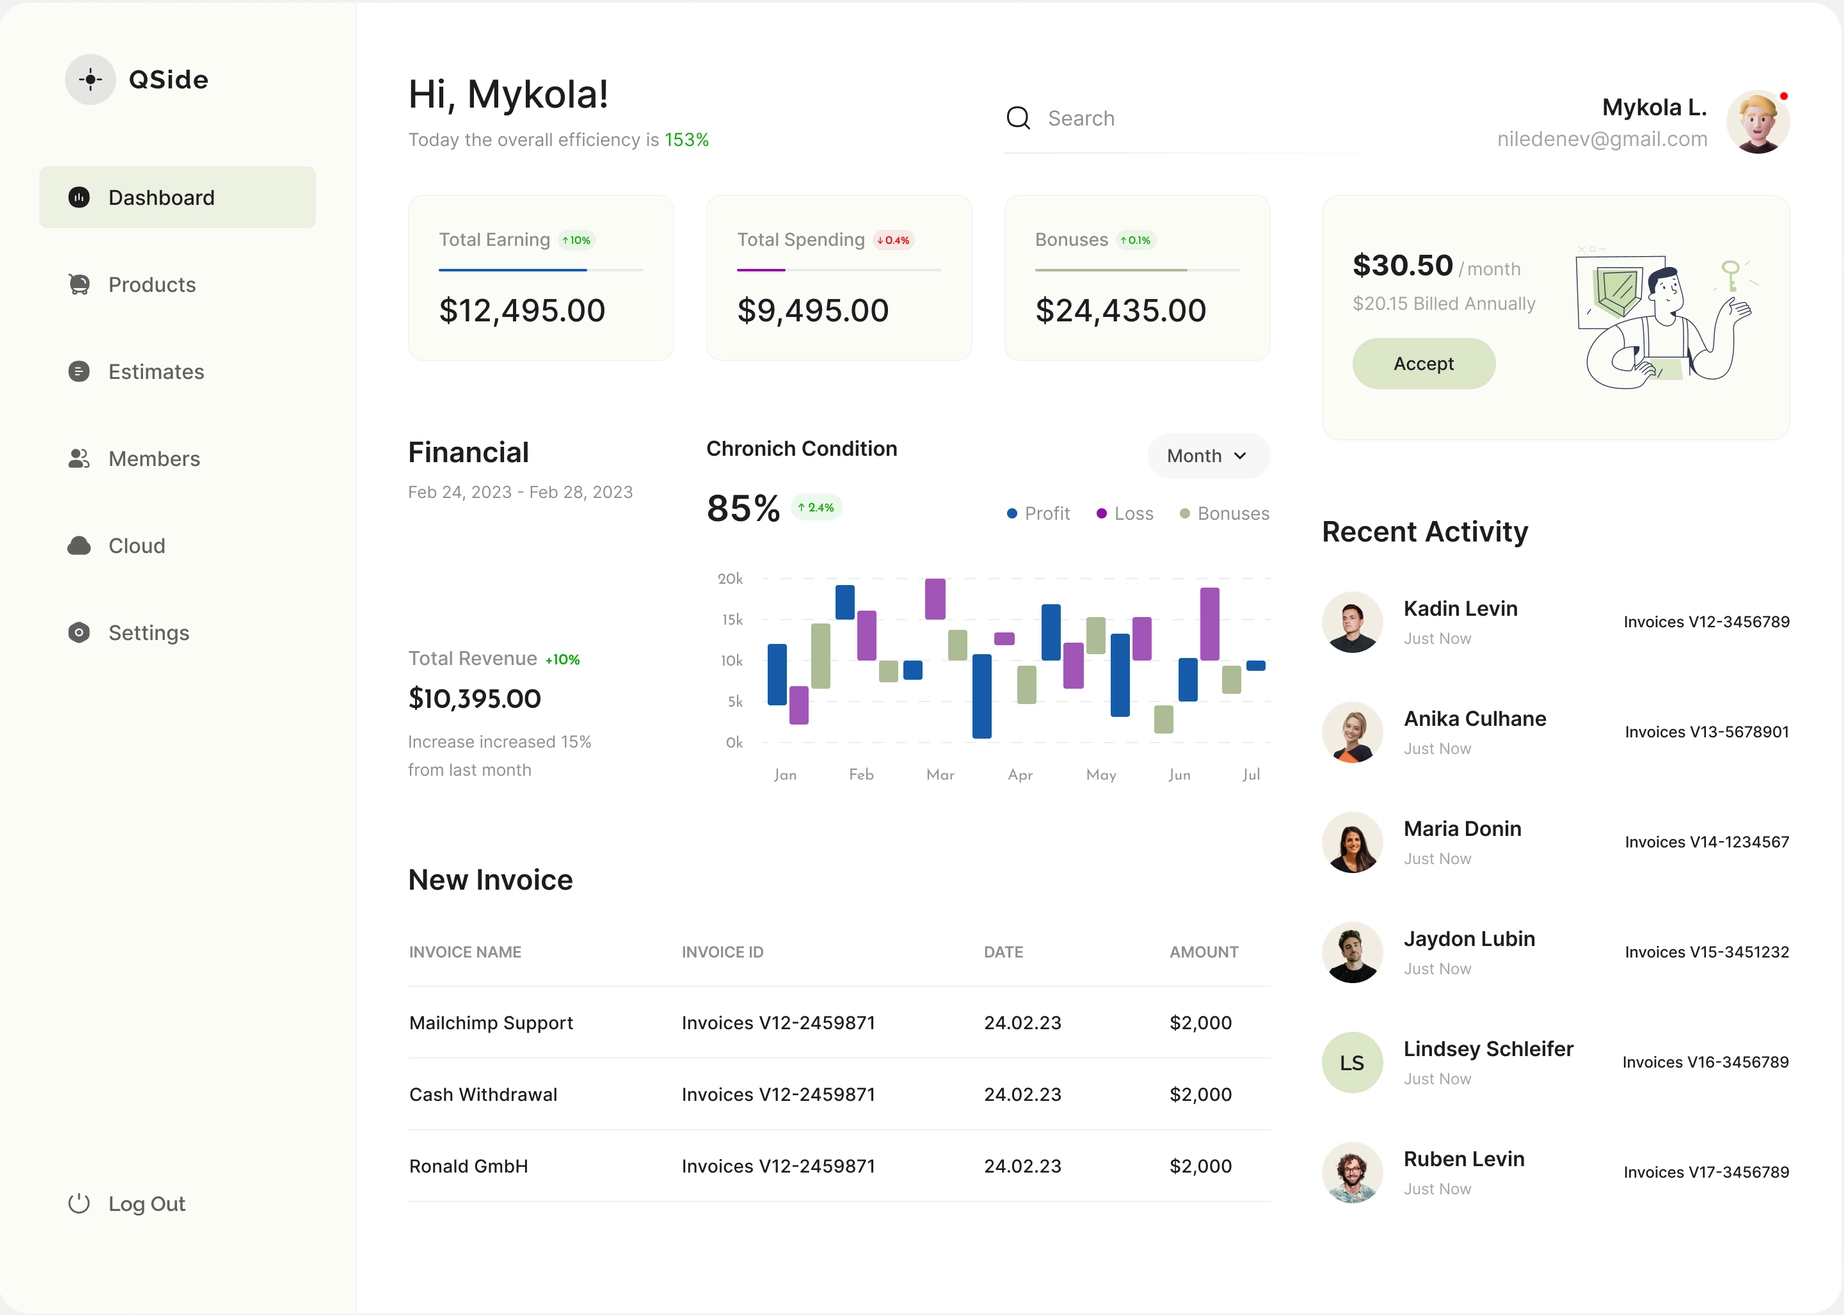 QSide
Dashboard
Products
Estimates
Members
Cloud
Settings
Log Out
Hi, Mykola!
Today the overall efficiency is 153%
Search
Mykola L.
niledenev@gmail.com
Total Earning ↑10%
$12,495.00
Total Spending ↓0.4%
$9,495.00
Bonuses ↑0.1%
$24,435.00
$30.50 /month
$20.15 Billed Annually
Accept
Financial
Feb 24, 2023 - Feb 28, 2023
Total Revenue +10%
$10,395.00
Increase increased 15%
from last month
Chronich Condition
Month
85% ↑ 2.4%
Profit Loss Bonuses
20k
15k
10k
5k
0k
Jan Feb Mar Apr May Jun Jul
New Invoice
INVOICE NAME INVOICE ID DATE AMOUNT
Mailchimp Support Invoices V12-2459871 24.02.23 $2,000
Cash Withdrawal Invoices V12-2459871 24.02.23 $2,000
Ronald GmbH Invoices V12-2459871 24.02.23 $2,000
Recent Activity
Kadin Levin
Just Now
Invoices V12-3456789
Anika Culhane
Just Now
Invoices V13-5678901
Maria Donin
Just Now
Invoices V14-1234567
Jaydon Lubin
Just Now
Invoices V15-3451232
LS
Lindsey Schleifer
Just Now
Invoices V16-3456789
Ruben Levin
Just Now
Invoices V17-3456789